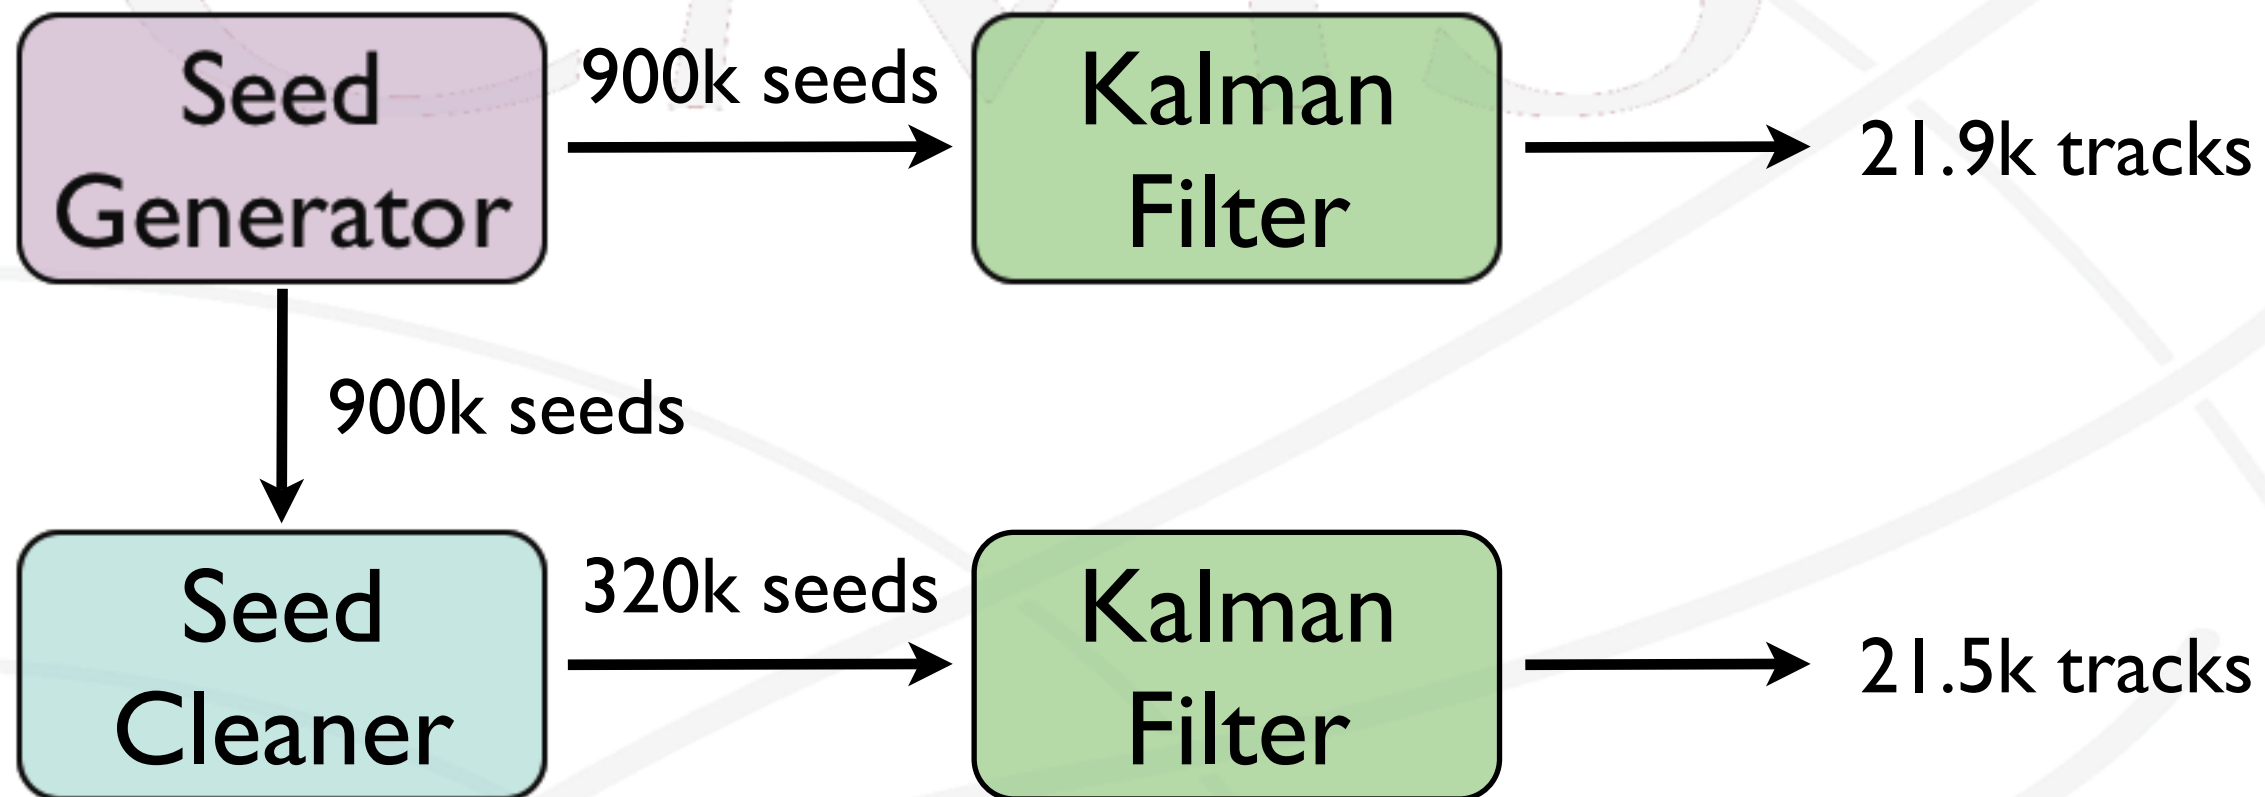 Seed
Generator
900k seeds
Kalman
Filter
21.9k tracks
900k seeds
Seed
Cleaner
320k seeds
Kalman
Filter
21.5k tracks